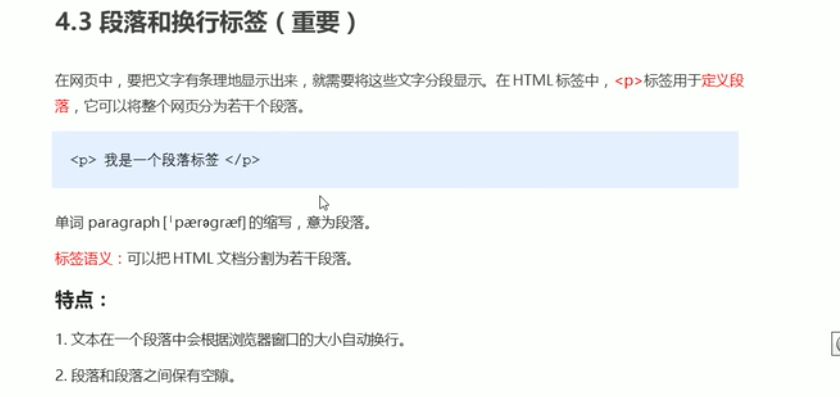 4.3 段落和换行标签（重要）
在网页中，要把文字有条理地显示出来，就需要将这些文字分段显示。在 HTML 标签中，<p>标签用于定义段
落，它可以将整个网页分为若干个段落。
<p> 我是一个段落标签 </p>
单词 paragraph [ˈpærəgræf] 的缩写，意为段落。
标签语义：可以把 HTML 文档分割为若干段落。
特点：
1. 文本在一个段落中会根据浏览器窗口的大小自动换行。
2. 段落和段落之间保有空隙。